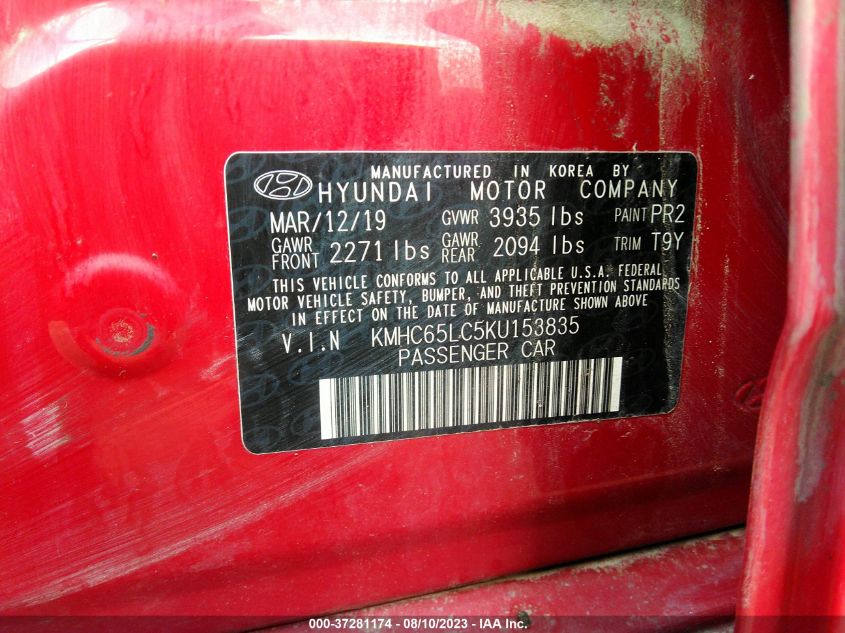 MANUFACTURED IN KOREA BY
HYUNDAI MOTOR COMPANY
MAR/12/19 GVWR 3935 lbs PAINT PR2
GAWR FRONT 2271 lbs GAWR REAR 2094 lbs TRIM T9Y
THIS VEHICLE CONFORMS TO ALL APPLICABLE U.S.A. FEDERAL
MOTOR VEHICLE SAFETY, BUMPER, AND THEFT PREVENTION STANDARDS
IN EFFECT ON THE DATE OF MANUFACTURE SHOWN ABOVE
V.I.N KMHC65LC5KU153835
PASSENGER CAR
000-37281174 - 08/10/2023 - IAA Inc.